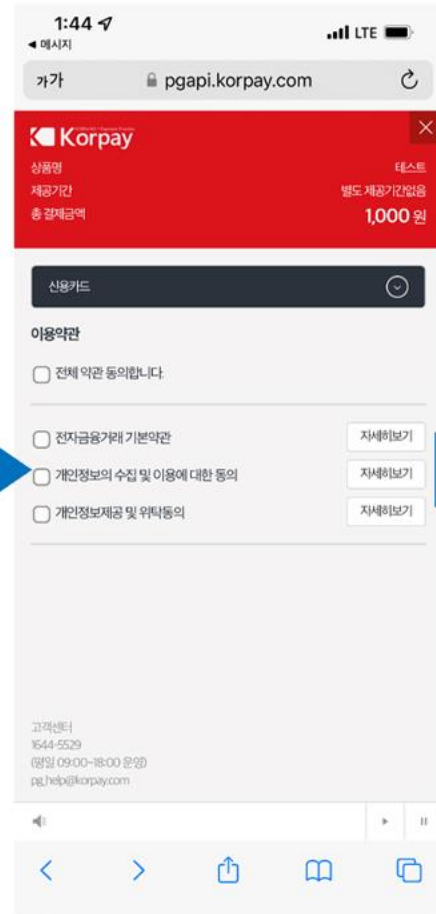 1:44
◀ 메시지
LTE
가가 pgapi.korpay.com
Korpay
상품명 테스트
제공기간 별도 제공기간없음
총 결제금액 1,000 원
신용카드
이용약관
전체 약관 동의합니다.
전자금융거래 기본약관 자세히보기
개인정보의 수집 및 이용에 대한 동의 자세히보기
개인정보제공 및 위탁동의 자세히보기
고객센터
1644-5529
(평일 09:00~18:00 운영)
pg_help@korpay.com